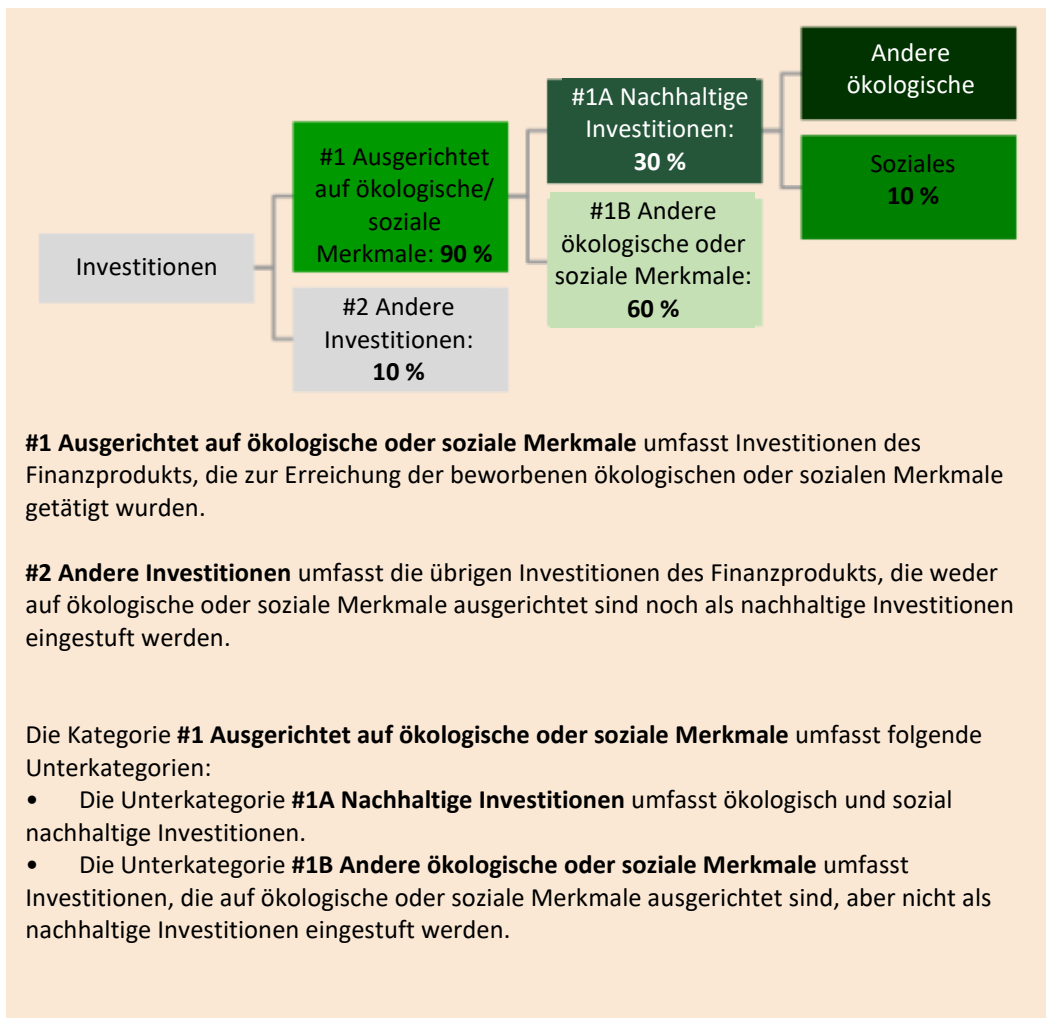 Andere
ökologische
#1A Nachhaltige
Investitionen:
30 %
#1 Ausgerichtet
auf ökologische/
soziale
Merkmale: 90 %
Soziales
10 %
#1B Andere
ökologische oder
soziale Merkmale:
60 %
Investitionen
#2 Andere
Investitionen:
10 %
#1 Ausgerichtet auf ökologische oder soziale Merkmale umfasst Investitionen des
Finanzprodukts, die zur Erreichung der beworbenen ökologischen oder sozialen Merkmale
getätigt wurden.
#2 Andere Investitionen umfasst die übrigen Investitionen des Finanzprodukts, die weder
auf ökologische oder soziale Merkmale ausgerichtet sind noch als nachhaltige Investitionen
eingestuft werden.
Die Kategorie #1 Ausgerichtet auf ökologische oder soziale Merkmale umfasst folgende
Unterkategorien:
• Die Unterkategorie #1A Nachhaltige Investitionen umfasst ökologisch und sozial
nachhaltige Investitionen.
• Die Unterkategorie #1B Andere ökologische oder soziale Merkmale umfasst
Investitionen, die auf ökologische oder soziale Merkmale ausgerichtet sind, aber nicht als
nachhaltige Investitionen eingestuft werden.